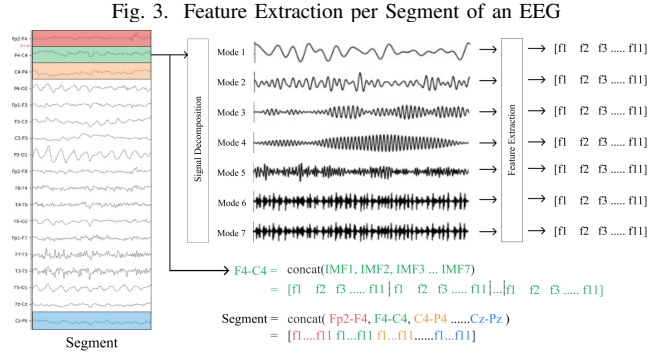 Fig. 3. Feature Extraction per Segment of an EEG
Fp2-F4
F4-C4
C4-P4
P4-O2
Fp1-F3
F3-C3
C3-P3
P3-O1
Fp2-F8
F8-T4
T4-T6
T6-O2
Fp1-F7
F7-T3
T3-T5
T5-O1
Fz-Cz
Cz-Pz
Segment
Signal Decomposition
Mode 1
Mode 2
Mode 3
Mode 4
Mode 5
Mode 6
Mode 7
Feature Extraction
[f1 f2 f3 ..... f11]
[f1 f2 f3 ..... f11]
[f1 f2 f3 ..... f11]
[f1 f2 f3 ..... f11]
[f1 f2 f3 ..... f11]
[f1 f2 f3 ..... f11]
[f1 f2 f3 ..... f11]
F4-C4 = concat(IMF1, IMF2, IMF3 ... IMF7)
= [f1 f2 f3 ..... f11 | f1 f2 f3 ..... f11 | ... | f1 f2 f3 ..... f11]
Segment = concat( Fp2-F4, F4-C4, C4-P4 ......Cz-Pz )
= [f1....f11 f1...f11 f1...f11......f1...f11]